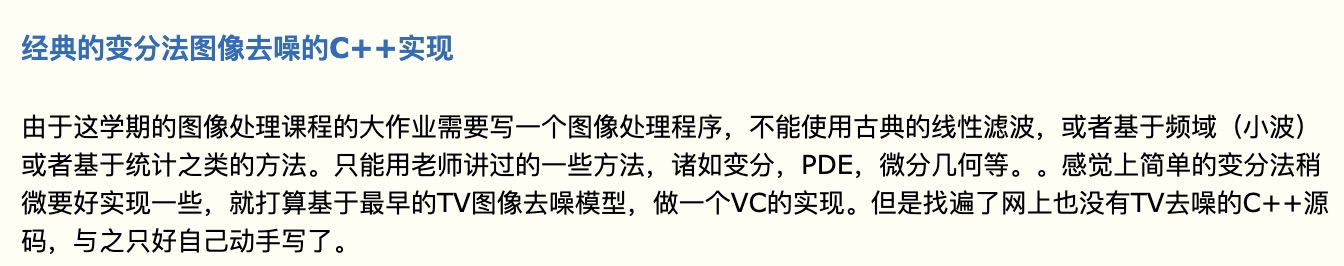 经典的变分法图像去噪的C++实现
由于这学期的图像处理课程的大作业需要写一个图像处理程序，不能使用古典的线性滤波，或者基于频域（小波）
或者基于统计之类的方法。只能用老师讲过的一些方法，诸如变分，PDE，微分几何等。。感觉上简单的变分法稍
微要好实现一些，就打算基于最早的TV图像去噪模型，做一个VC的实现。但是找遍了网上也没有TV去噪的C++源
码，与之只好自己动手写了。